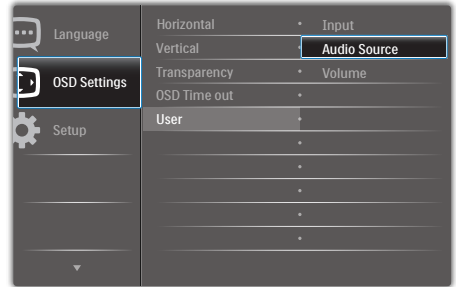 Language
OSD Settings
Setup
Horizontal
Vertical
Transparency
OSD Time out
User
Input
Audio Source
Volume